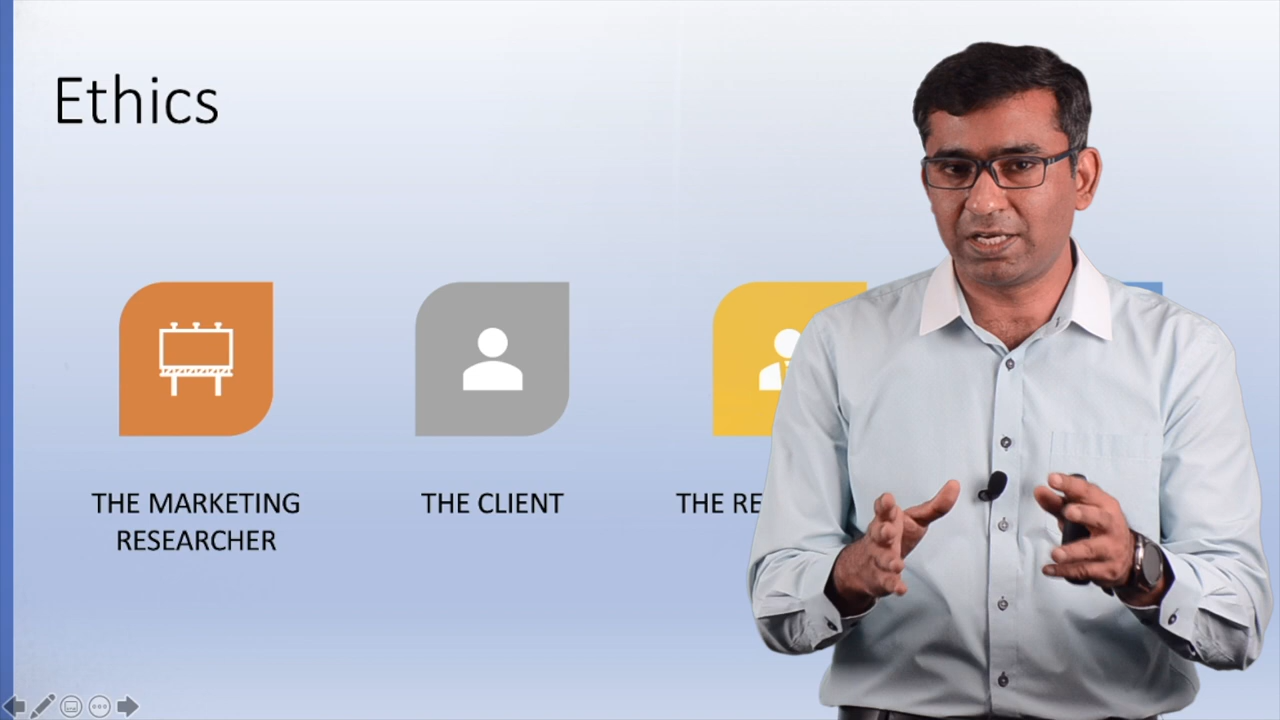 Ethics
THE MARKETING
RESEARCHER
THE CLIENT
THE RE